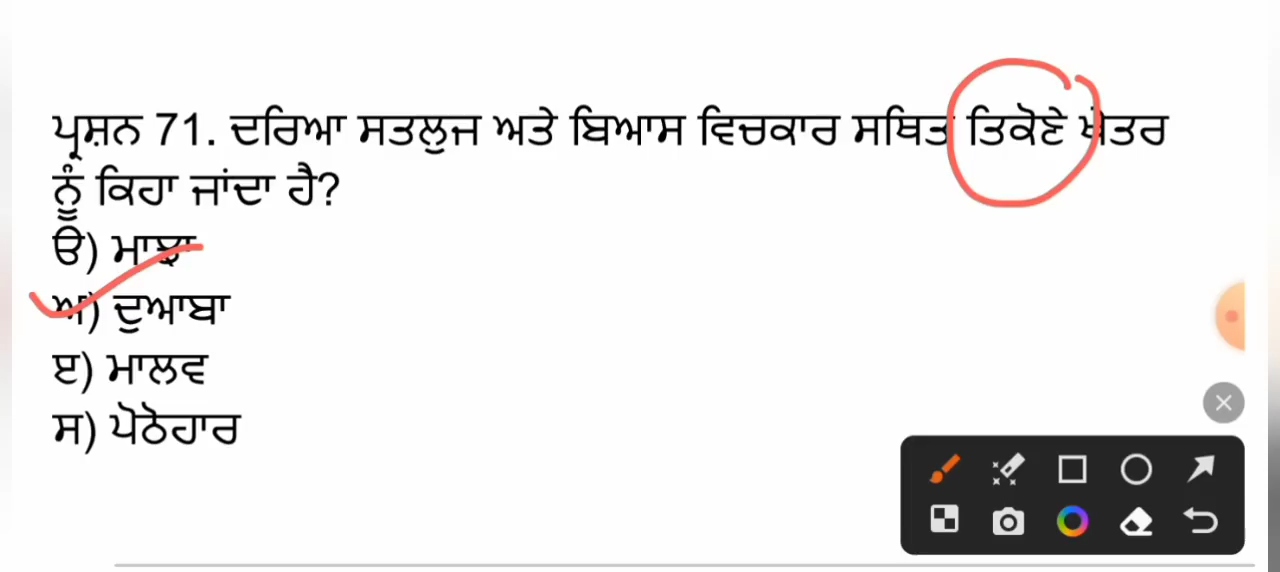 ਪ੍ਰਸ਼ਨ 71. ਦਰਿਆ ਸਤਲੁਜ ਅਤੇ ਬਿਆਸ ਵਿਚਕਾਰ ਸਥਿਤ ਤਿਕੋਣੇ ਖੇਤਰ
ਨੂੰ ਕਿਹਾ ਜਾਂਦਾ ਹੈ?
ੳ) ਮਾਝਾ
ਅ) ਦੁਆਬਾ
ੲ) ਮਾਲਵ
ਸ) ਪੋਠੋਹਾਰ